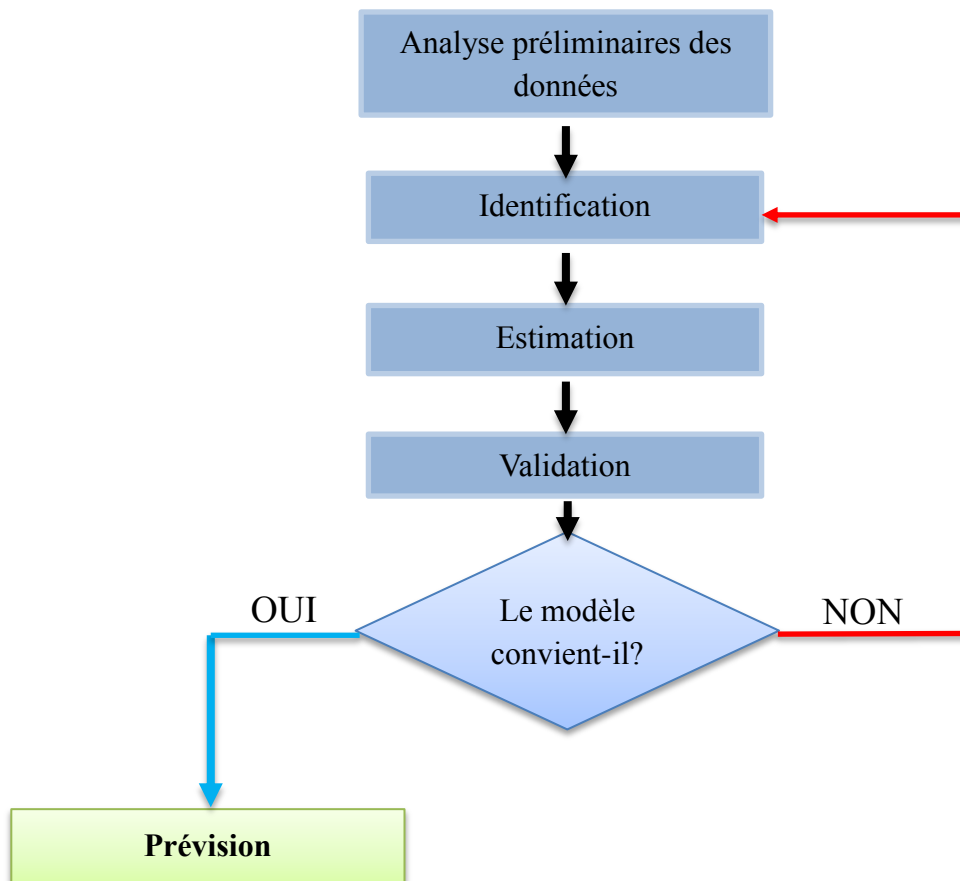 Analyse préliminaires des
données
Identification
Estimation
Validation
Le modèle
convient-il?
OUI
NON
Prévision